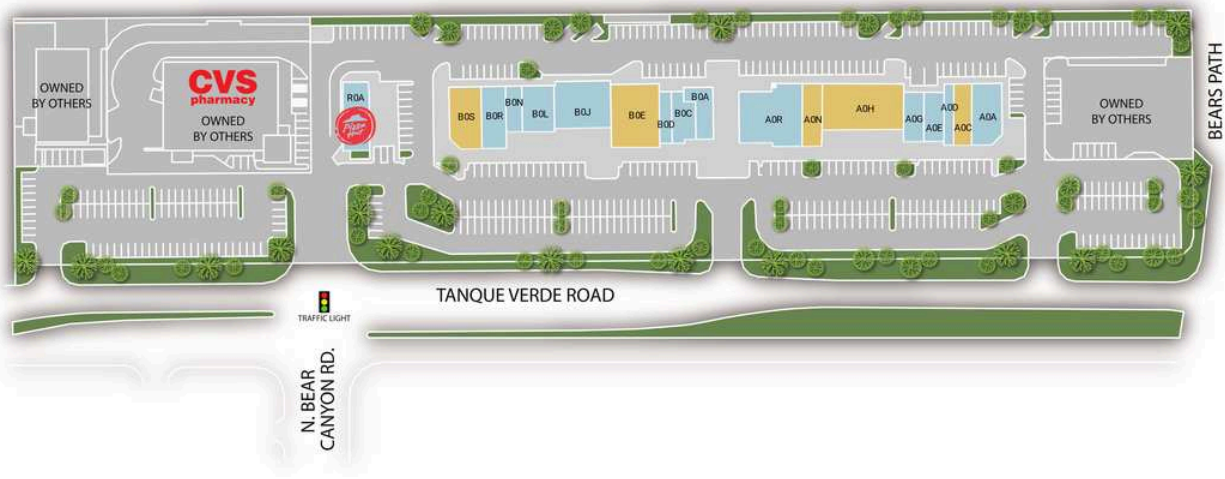 OWNED
BY OTHERS
CVS
pharmacy
OWNED
BY OTHERS
R0A
Pizza
Hut
B0S
B0R
B0N
B0L
B0J
B0E
B0D
B0C
B0A
A0R
A0N
A0H
A0G
A0E
A0D
A0C
A0A
OWNED
BY OTHERS
BEARS PATH
TANQUE VERDE ROAD
TRAFFIC LIGHT
N. BEAR
CANYON RD.